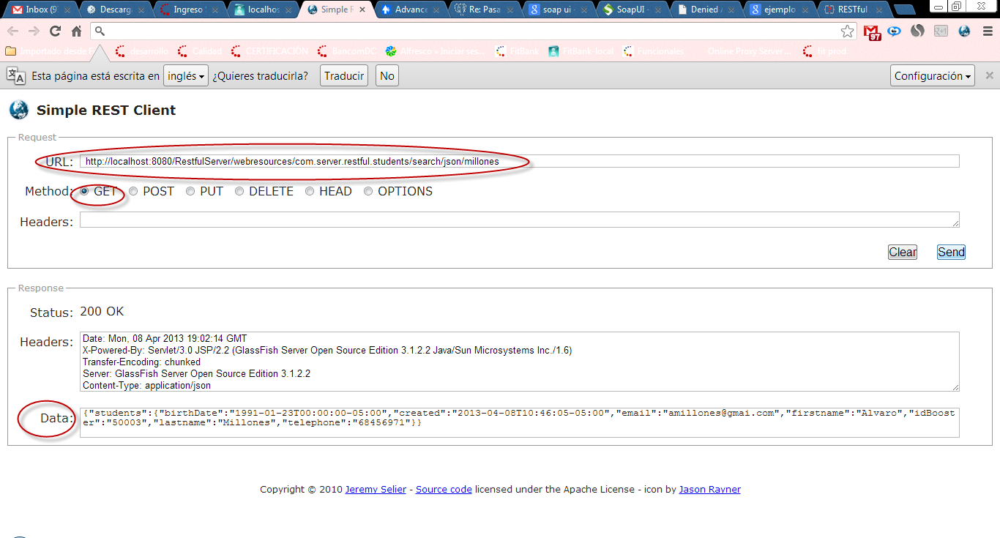 Inbox (9
Descarg
Ingreso
localhos
Simple R
Advance
Re: Pasa
soap ui -
SoapUI -
Denied
ejemplo
RESTful
97
Importado desde F
desarrollo
Calidad
CERTIFICACIÓN
BancomDC
Alfresco » Iniciar ses...
FitBank
FitBank-local
Funcionales
Online Proxy Server ...
fit prod
Esta página está escrita en inglés ¿Quieres traducirla? Traducir No Configuración
Simple REST Client
Request
URL: http://localhost:8080/RestfulServer/webresources/com.server.restful.students/search/json/millones
Method: GET POST PUT DELETE HEAD OPTIONS
Headers:
Clear Send
Response
Status: 200 OK
Headers: Date: Mon, 08 Apr 2013 19:02:14 GMT
X-Powered-By: Servlet/3.0 JSP/2.2 (GlassFish Server Open Source Edition 3.1.2.2 Java/Sun Microsystems Inc./1.6)
Transfer-Encoding: chunked
Server: GlassFish Server Open Source Edition 3.1.2.2
Content-Type: application/json
Data: {"students":{"birthDate":"1991-01-23T00:00:00-05:00","created":"2013-04-08T10:46:05-05:00","email":"amillones@gmai.com","firstname":"Alvaro","idBoost
er":"50003","lastname":"Millones","telephone":"68456971"}}
Copyright © 2010 Jeremy Selier - Source code licensed under the Apache License - icon by Jason Rayner